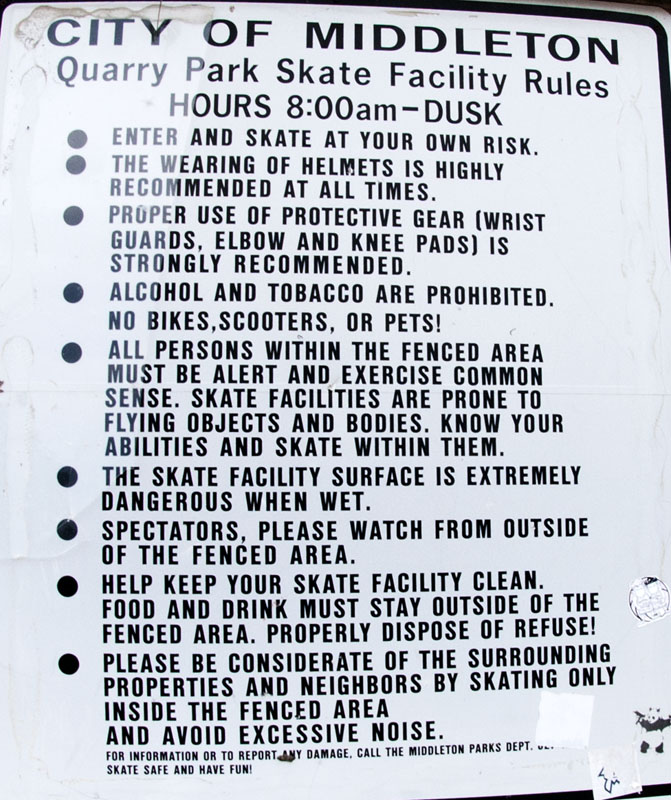 CITY OF MIDDLETON
Quarry Park Skate Facility Rules
HOURS 8:00am-DUSK
● ENTER AND SKATE AT YOUR OWN RISK.
● THE WEARING OF HELMETS IS HIGHLY
RECOMMENDED AT ALL TIMES.
● PROPER USE OF PROTECTIVE GEAR (WRIST
GUARDS, ELBOW AND KNEE PADS) IS
STRONGLY RECOMMENDED.
● ALCOHOL AND TOBACCO ARE PROHIBITED.
NO BIKES,SCOOTERS, OR PETS!
● ALL PERSONS WITHIN THE FENCED AREA
MUST BE ALERT AND EXERCISE COMMON
SENSE. SKATE FACILITIES ARE PRONE TO
FLYING OBJECTS AND BODIES. KNOW YOUR
ABILITIES AND SKATE WITHIN THEM.
● THE SKATE FACILITY SURFACE IS EXTREMELY
DANGEROUS WHEN WET.
● SPECTATORS, PLEASE WATCH FROM OUTSIDE
OF THE FENCED AREA.
● HELP KEEP YOUR SKATE FACILITY CLEAN.
FOOD AND DRINK MUST STAY OUTSIDE OF THE
FENCED AREA. PROPERLY DISPOSE OF REFUSE!
● PLEASE BE CONSIDERATE OF THE SURROUNDING
PROPERTIES AND NEIGHBORS BY SKATING ONLY
INSIDE THE FENCED AREA
AND AVOID EXCESSIVE NOISE.
FOR INFORMATION OR TO REPORT ANY DAMAGE, CALL THE MIDDLETON PARKS DEPT.
SKATE SAFE AND HAVE FUN!